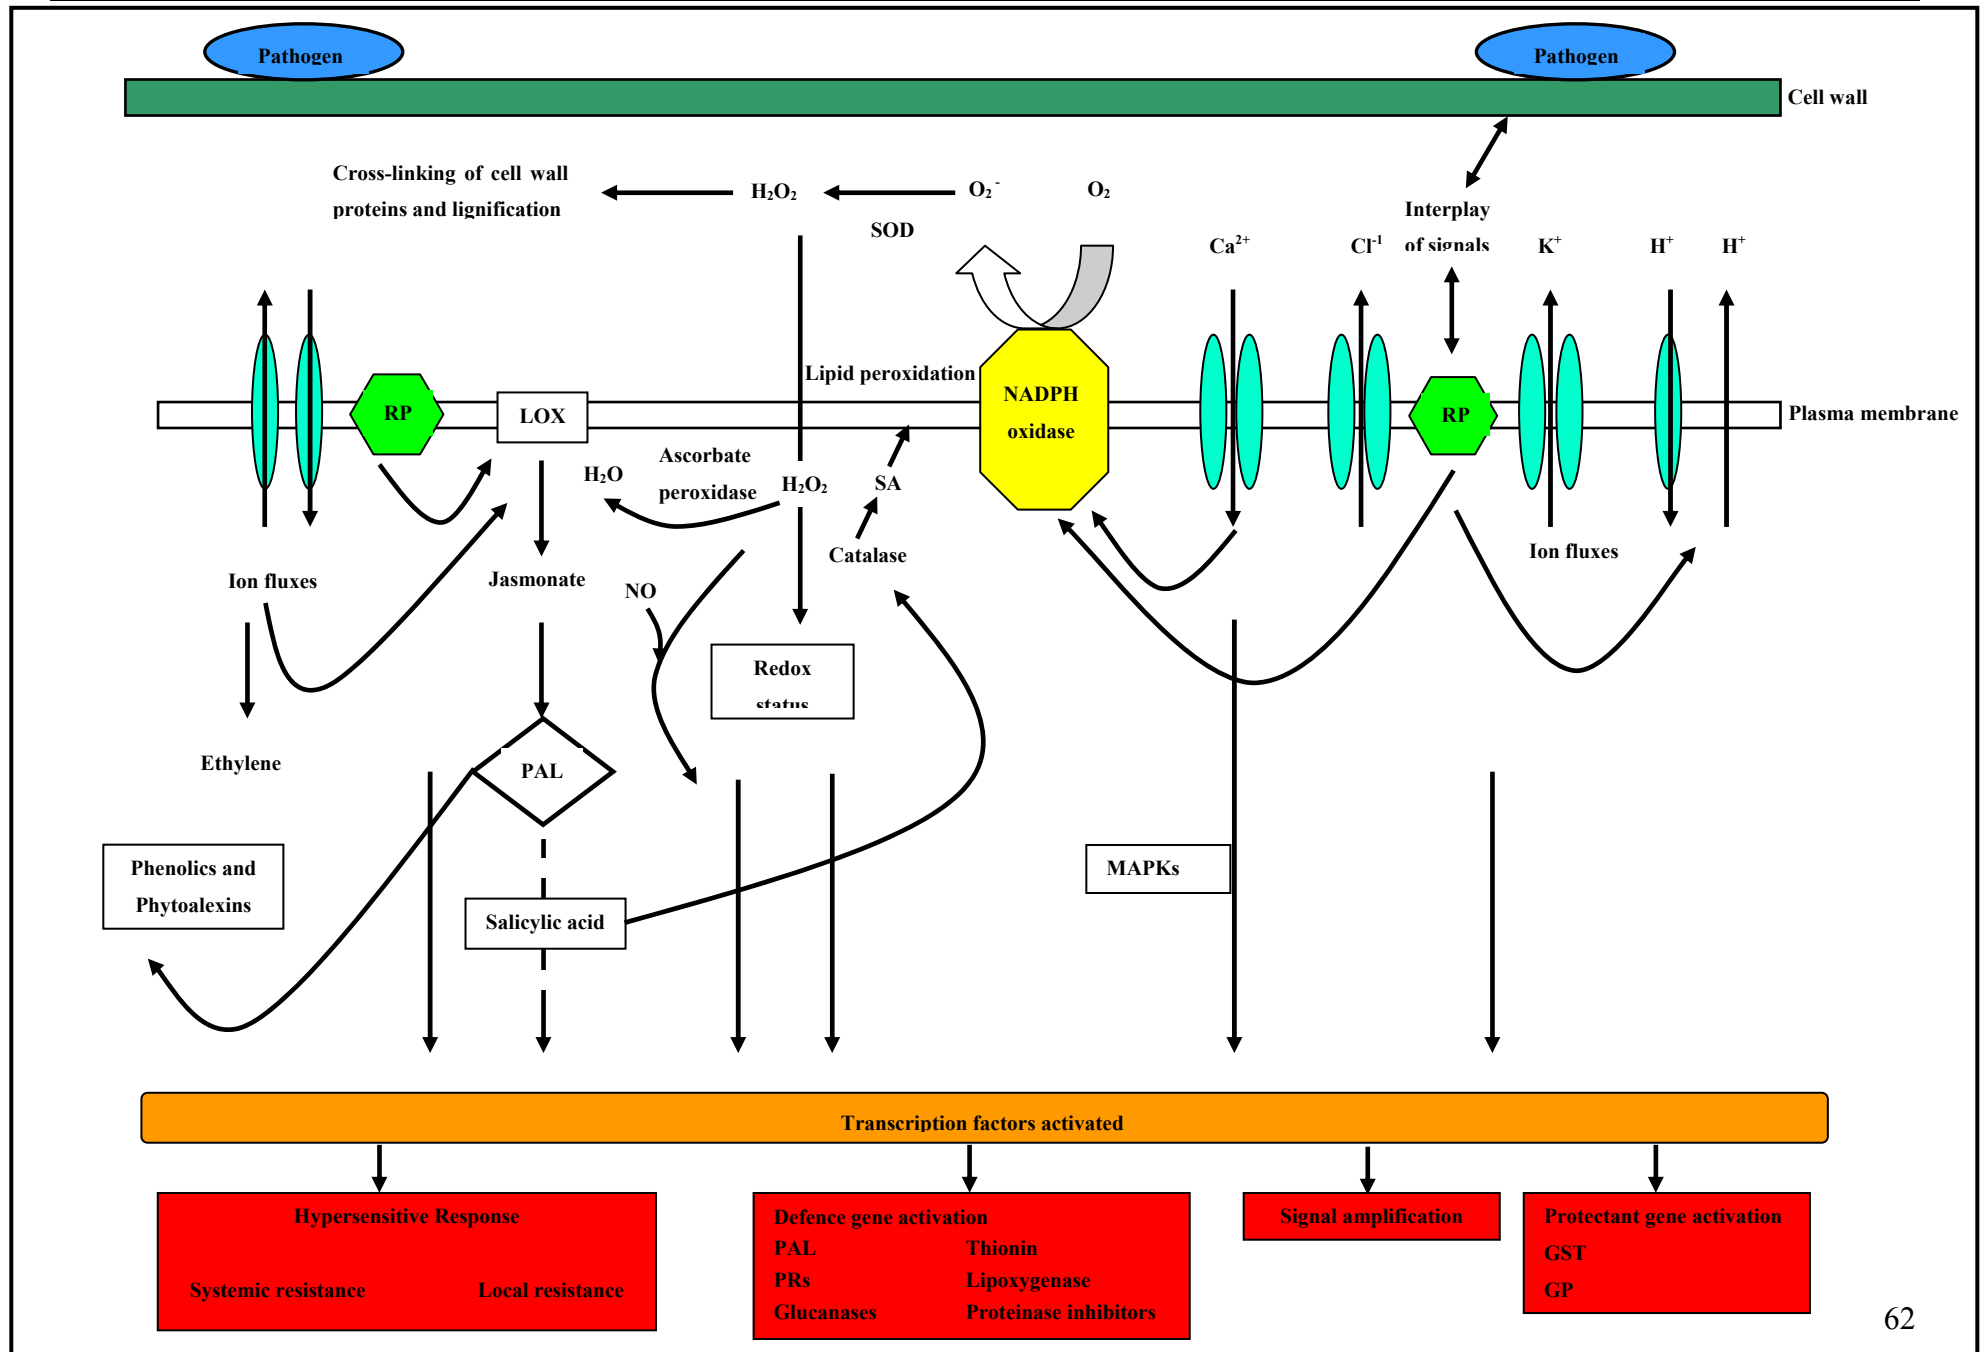 Pathogen
Pathogen
Cell wall
Cross-linking of cell wall
proteins and lignification
H₂O₂
O₂⁻
O₂
SOD
Interplay
of signals
Ca²⁺
Cl⁻¹
K⁺
H⁺
H⁺
Lipid peroxidation
NADPH
oxidase
RP
LOX
RP
Plasma membrane
Ascorbate
peroxidase
H₂O
H₂O₂
SA
Catalase
Ion fluxes
Ion fluxes
Jasmonate
NO
Redox
status
Ethylene
PAL
Phenolics and
Phytoalexins
MAPKs
Salicylic acid
Transcription factors activated
Hypersensitive Response
Systemic resistance
Local resistance
Defence gene activation
PAL
Thionin
PRs
Lipoxygenase
Glucanases
Proteinase inhibitors
Signal amplification
Protectant gene activation
GST
GP
62